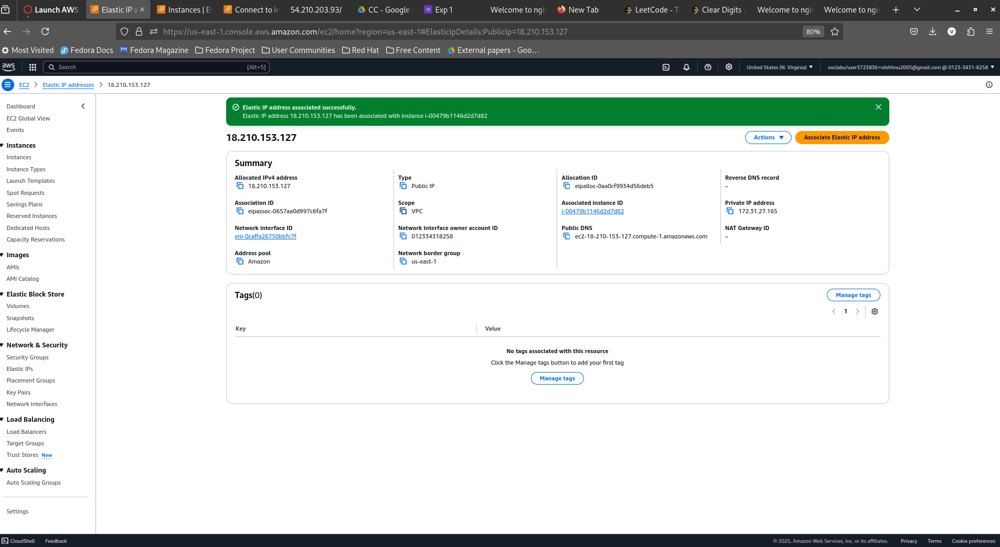 Launch AWS
Elastic IP a
Instances | E
Connect to in
54.210.203.93/
CC - Google
Exp 1
Welcome to ngi
New Tab
LeetCode - T
Clear Digits -
Welcome to ngi
Welcome to ngi
https://us-east-1.console.aws.amazon.com/ec2/home?region=us-east-1#ElasticIpDetails:PublicIp=18.210.153.127
80%
V
Most Visited
Fedora Docs
Fedora Magazine
Fedora Project
User Communities
Red Hat
Free Content
External papers - Goo…
aws
Search
[Alt+S]
United States (N. Virginia)
voclabs/user3723836=viishhnu2005@gmail.com @ 0123-3431-8258
EC2
Elastic IP addresses
18.210.153.127
Dashboard
EC2 Global View
Events
Instances
Instances
Instance Types
Launch Templates
Spot Requests
Savings Plans
Reserved Instances
Dedicated Hosts
Capacity Reservations
Images
AMIs
AMI Catalog
Elastic Block Store
Volumes
Snapshots
Lifecycle Manager
Network & Security
Security Groups
Elastic IPs
Placement Groups
Key Pairs
Network Interfaces
Load Balancing
Load Balancers
Target Groups
Trust Stores New
Auto Scaling
Auto Scaling Groups
Settings
Elastic IP address associated successfully.
Elastic IP address 18.210.153.127 has been associated with instance i-00479b1146d2d7d82
18.210.153.127
Actions
Associate Elastic IP address
Summary
Allocated IPv4 address
18.210.153.127
Type
Public IP
Allocation ID
eipalloc-0aa0cf9934d56deb5
Reverse DNS record
–
Association ID
eipassoc-0657aa0d997c6fa7f
Scope
VPC
Associated instance ID
i-00479b1146d2d7d82
Private IP address
172.31.27.165
Network interface ID
eni-0caffa26750bbfc7f
Network interface owner account ID
012334318258
Public DNS
ec2-18-210-153-127.compute-1.amazonaws.com
NAT Gateway ID
–
Address pool
Amazon
Network border group
us-east-1
Tags(0)
Manage tags
1
Key
Value
No tags associated with this resource
Click the Manage tags button to add your first tag
Manage tags
CloudShell
Feedback
© 2025, Amazon Web Services, Inc. or its affiliates.
Privacy
Terms
Cookie preferences